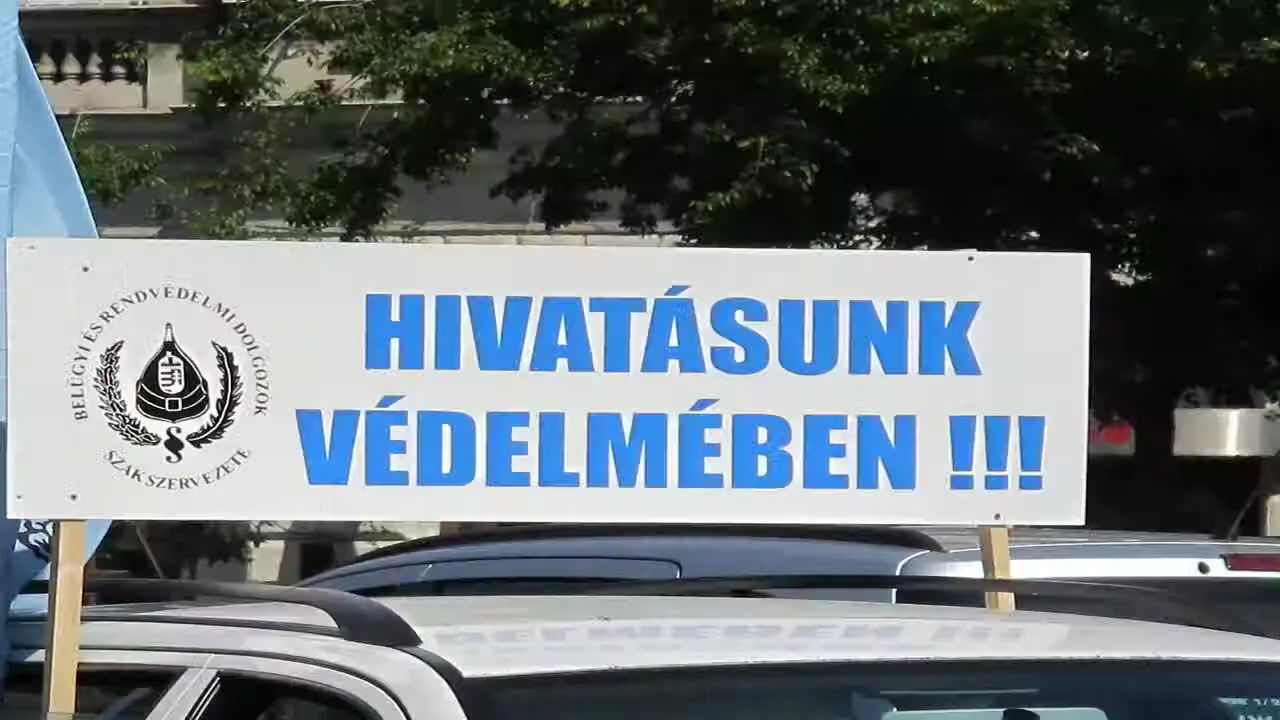 BELÜGYI ÉS RENDVÉDELMI DOLGOZÓK
SZAKSZERVEZETE
HIVATÁSUNK
VÉDELMÉBEN !!!